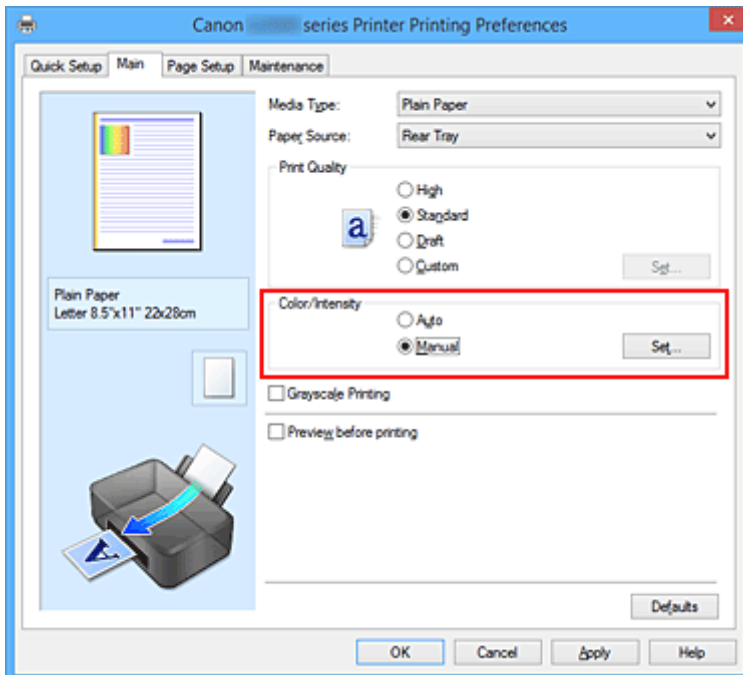 Canon series Printer Printing Preferences
Quick Setup Main Page Setup Maintenance
Media Type: Plain Paper
Paper Source: Rear Tray
Print Quality
High
a Standard
Draft
Custom Set...
Plain Paper
Letter 8.5"x11" 22x28cm
Color/Intensity
Auto
Manual Set...
Grayscale Printing
Preview before printing
A
Defaults
OK Cancel Apply Help